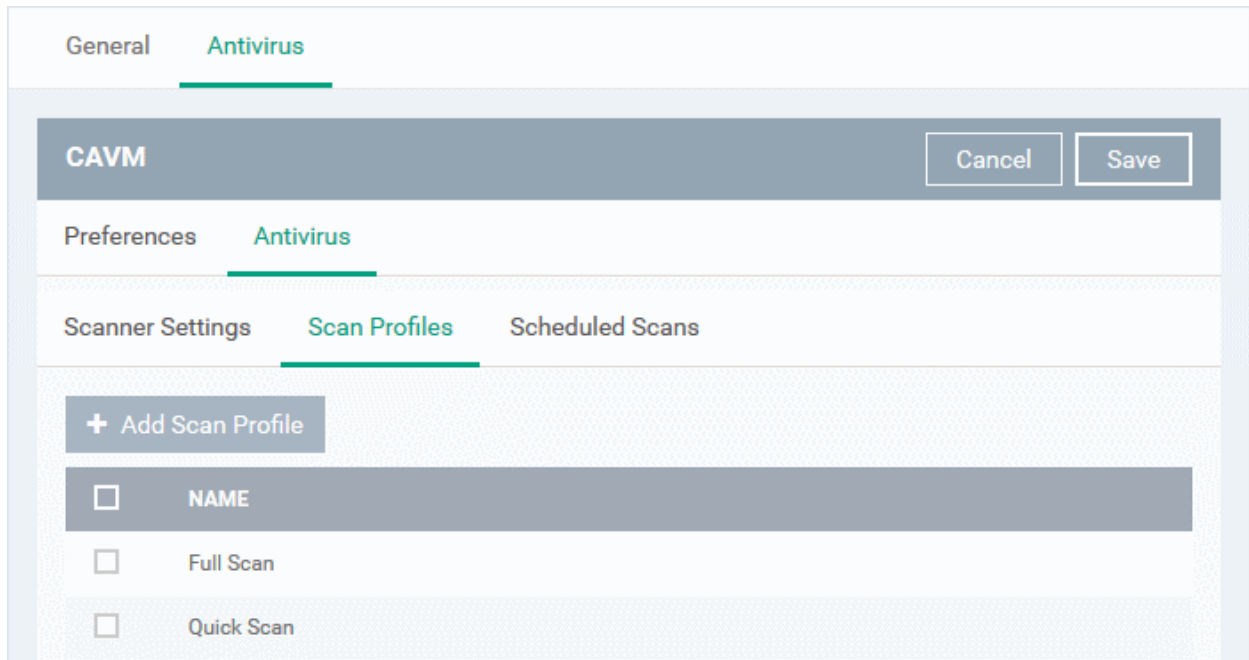 General Antivirus
CAVM Cancel Save
Preferences Antivirus
Scanner Settings Scan Profiles Scheduled Scans
+ Add Scan Profile
NAME
Full Scan
Quick Scan